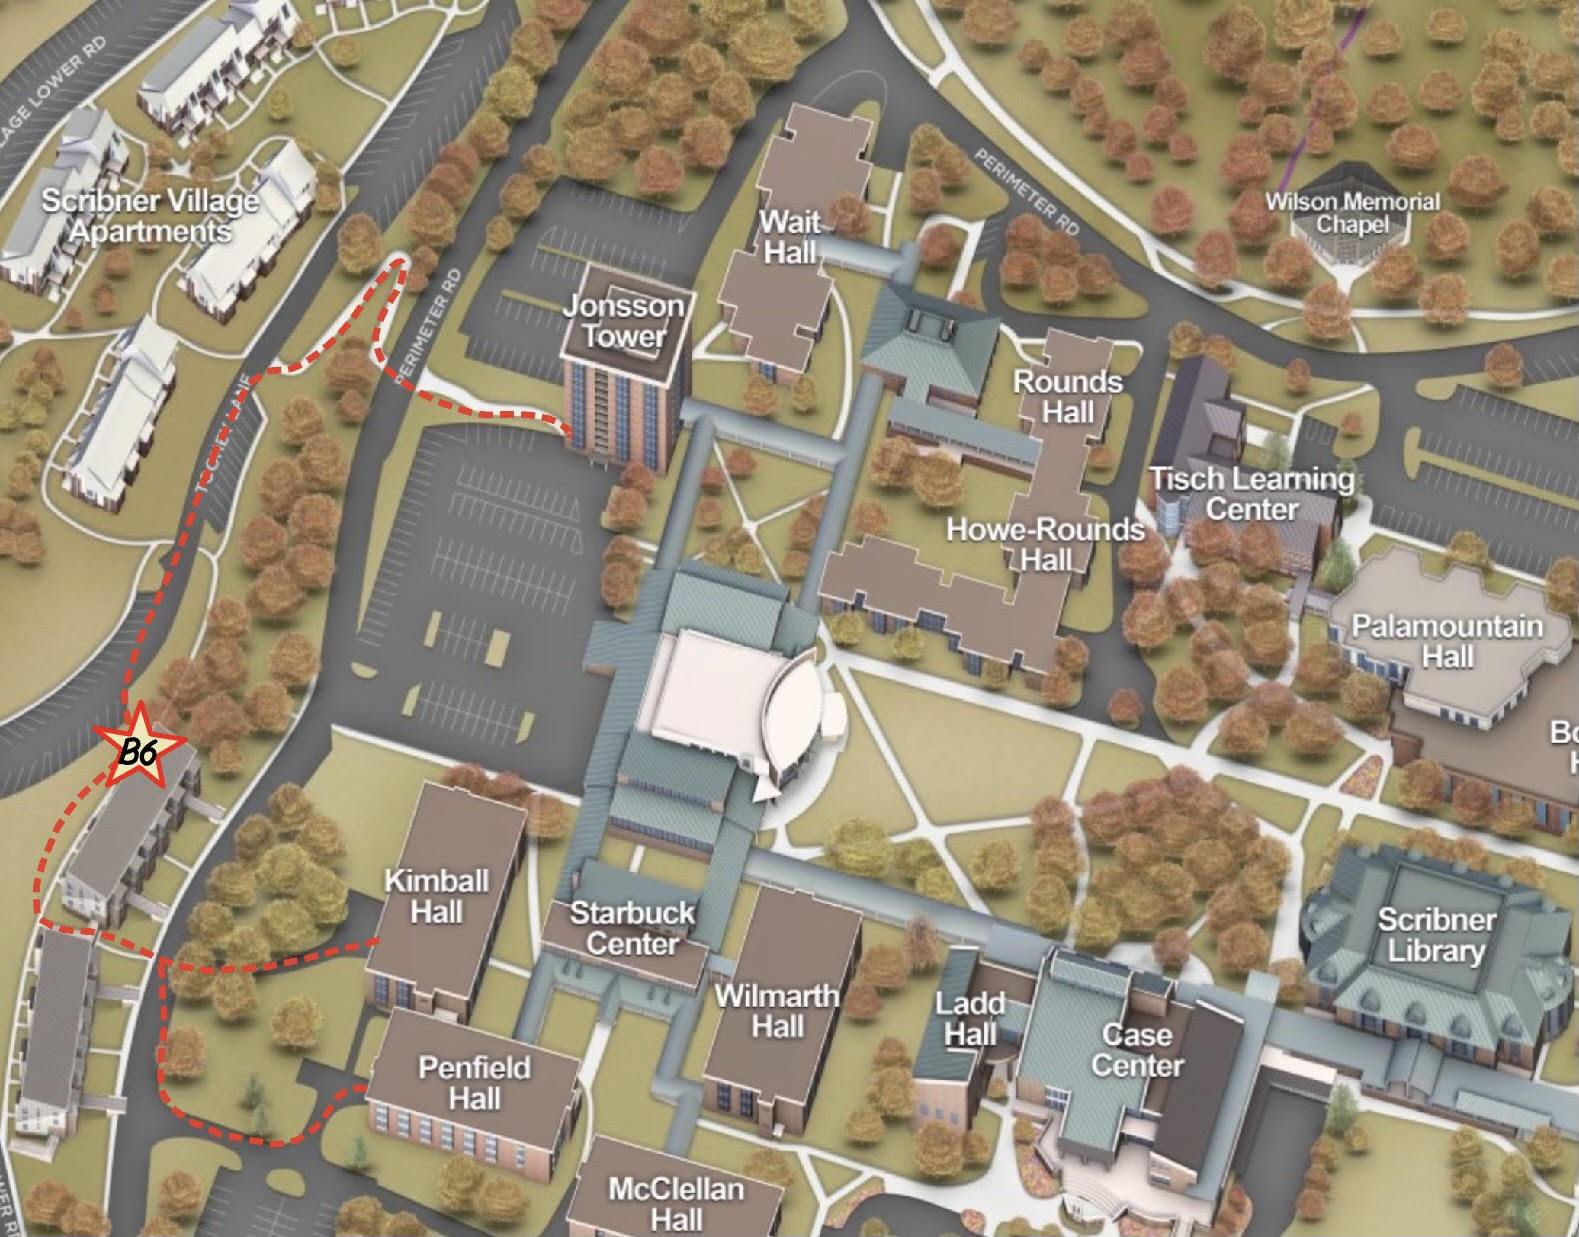 LAGE LOWER RD
Scribner Village
Apartments
PERIMETER RD
Wilson Memorial
Chapel
Wait
Hall
Jonsson
Tower
PERIMETER RD
Rounds
Hall
Tisch Learning
Center
Howe-Rounds
Hall
Palamountain
Hall
B6
Kimball
Hall
Starbuck
Center
Scribner
Library
Wilmarth
Hall
Ladd
Hall
Case
Center
Penfield
Hall
McClellan
Hall